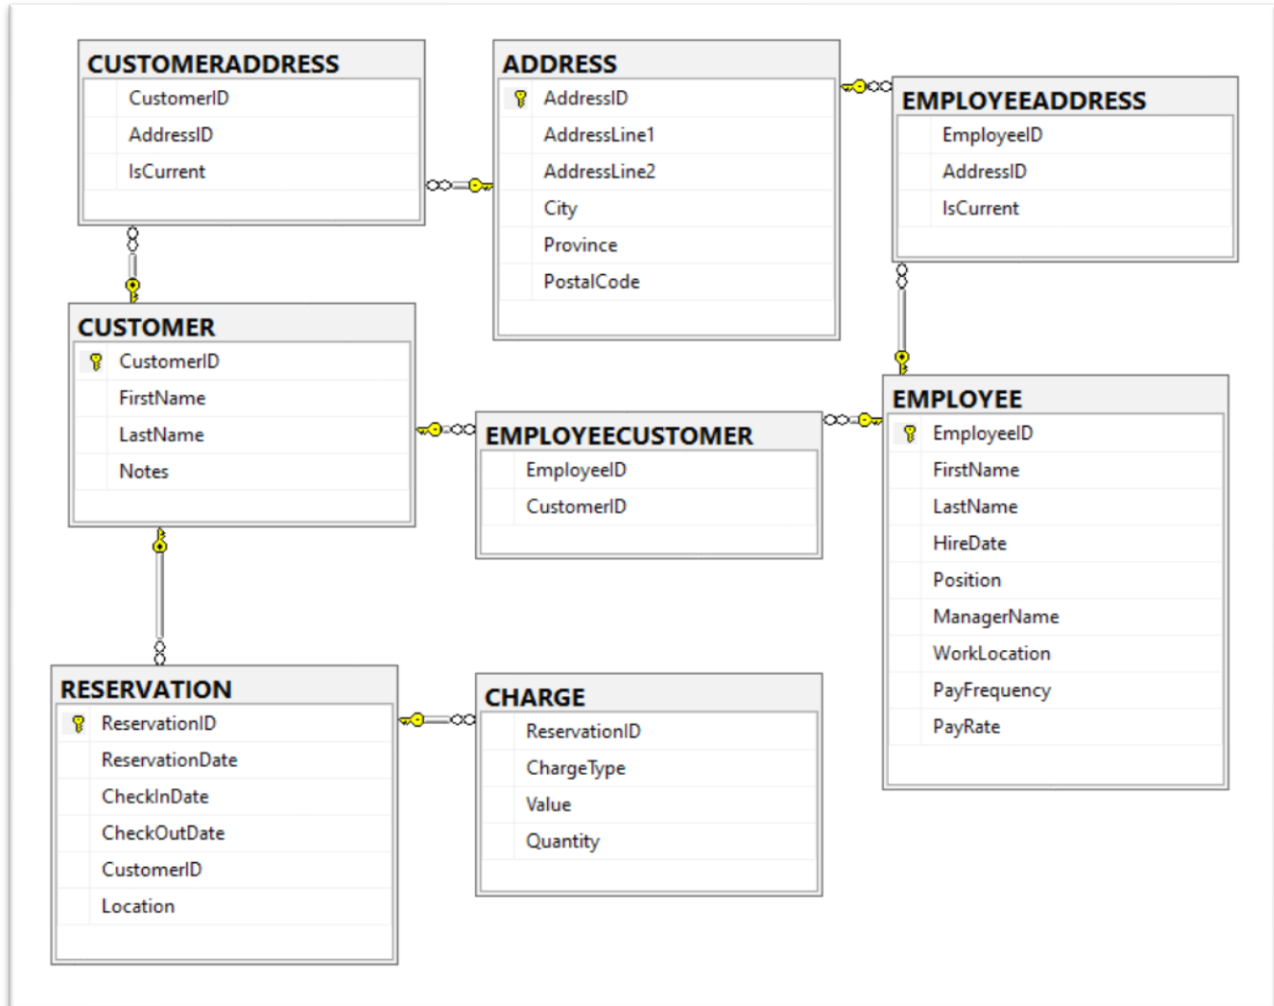 CUSTOMERADDRESS
CustomerID
AddressID
IsCurrent
ADDRESS
AddressID
AddressLine1
AddressLine2
City
Province
PostalCode
EMPLOYEEADDRESS
EmployeeID
AddressID
IsCurrent
CUSTOMER
CustomerID
FirstName
LastName
Notes
EMPLOYEECUSTOMER
EmployeeID
CustomerID
EMPLOYEE
EmployeeID
FirstName
LastName
HireDate
Position
ManagerName
WorkLocation
PayFrequency
PayRate
RESERVATION
ReservationID
ReservationDate
CheckInDate
CheckOutDate
CustomerID
Location
CHARGE
ReservationID
ChargeType
Value
Quantity